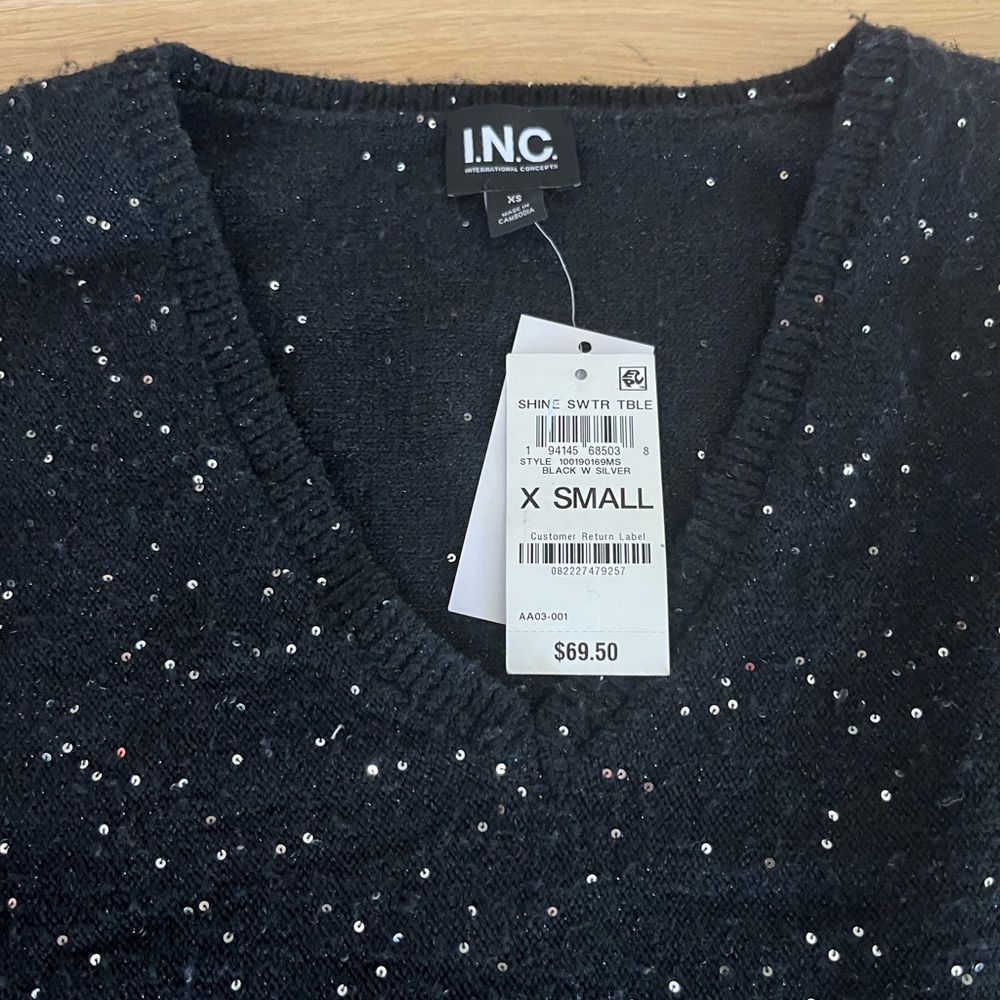 I.N.C.
INTERNATIONAL CONCEPTS
XS
MADE IN
CAMBODIA
SHINE SWTR TBLE
1 94145 68503 8
STYLE 100190169MS
BLACK W SILVER
X SMALL
Customer Return Label
082227479257
AA03-001
$69.50